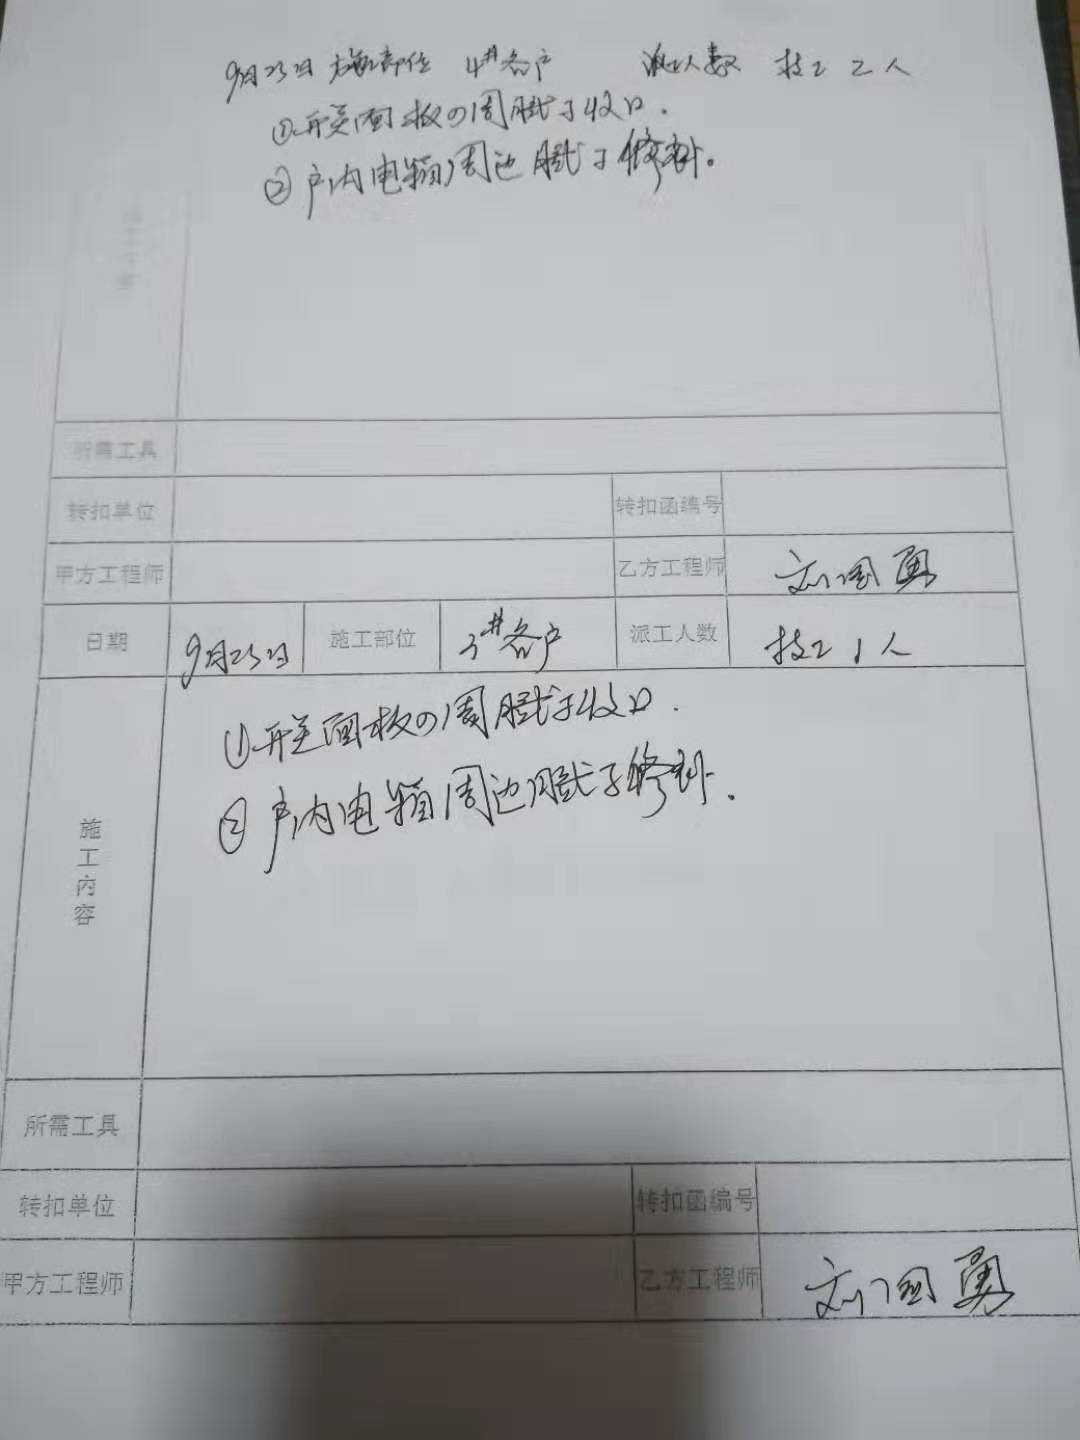 9月25日 施工部位 4#各户 派工人数 技工 2人
①开关面板四周腻子收口.
②户内电箱周边腻子修补.
所需工具
转扣单位 转扣函编号
甲方工程师 乙方工程师 刘国勇
日期 9月25日 施工部位 3#各户 派工人数 技工1人
①开关面板四周腻子收口.
②户内电箱周边腻子修补.
施工内容
所需工具
转扣单位 转扣函编号
甲方工程师 乙方工程师 刘国勇